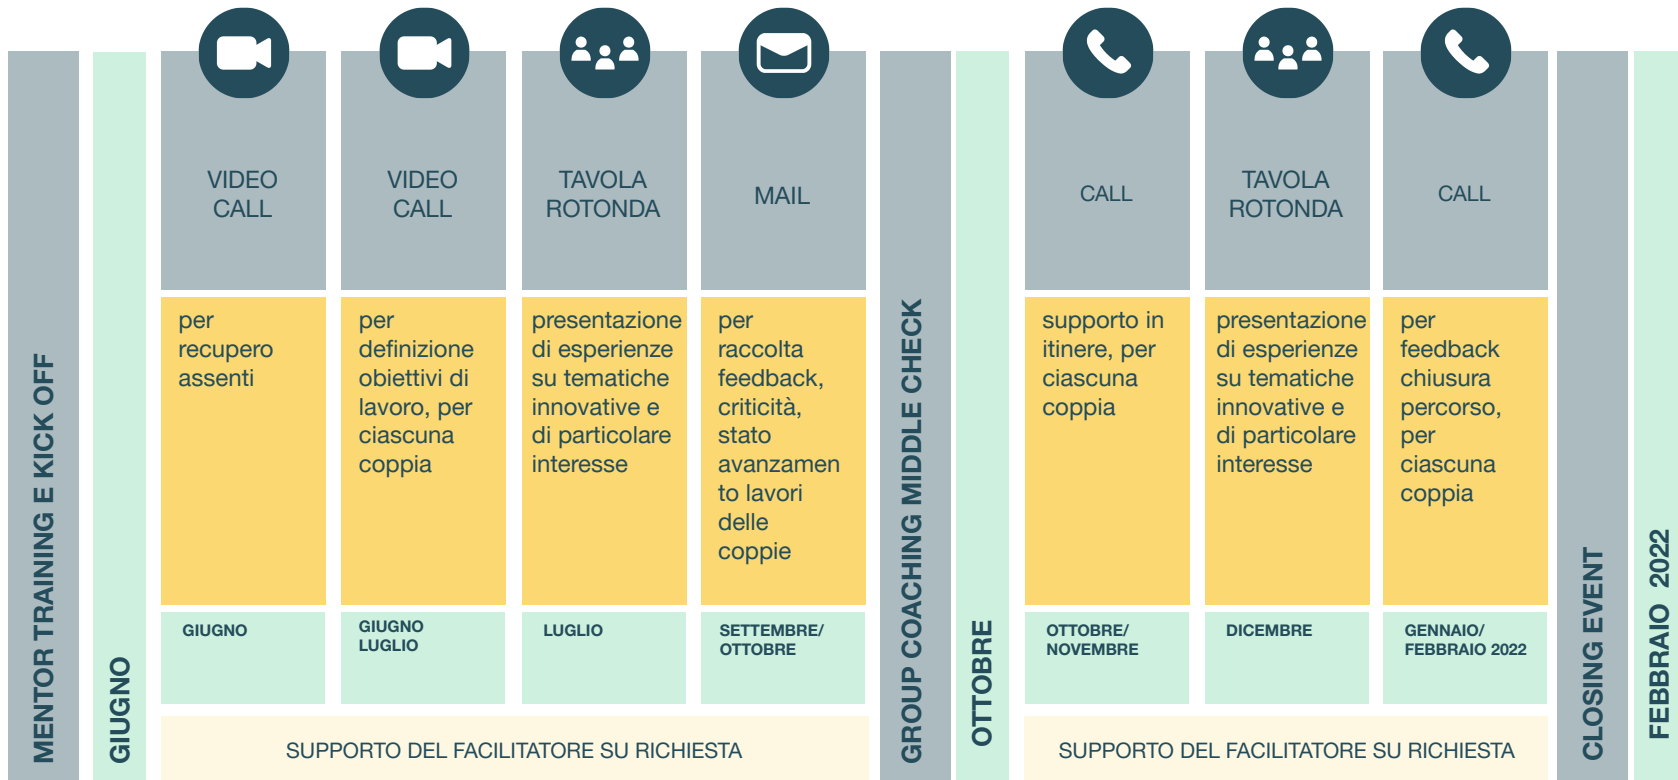 MENTOR TRAINING E KICK OFF
GIUGNO
VIDEO
CALL
per
recupero
assenti
GIUGNO
VIDEO
CALL
per
definizione
obiettivi di
lavoro, per
ciascuna
coppia
GIUGNO
LUGLIO
TAVOLA
ROTONDA
presentazione
di esperienze
su tematiche
innovative e
di particolare
interesse
LUGLIO
MAIL
per
raccolta
feedback,
criticità,
stato
avanzamen
to lavori
delle
coppie
SETTEMBRE/
OTTOBRE
SUPPORTO DEL FACILITATORE SU RICHIESTA
GROUP COACHING MIDDLE CHECK
OTTOBRE
CALL
supporto in
itinere, per
ciascuna
coppia
OTTOBRE/
NOVEMBRE
TAVOLA
ROTONDA
presentazione
di esperienze
su tematiche
innovative e
di particolare
interesse
DICEMBRE
CALL
per
feedback
chiusura
percorso,
per
ciascuna
coppia
GENNAIO/
FEBBRAIO 2022
SUPPORTO DEL FACILITATORE SU RICHIESTA
CLOSING EVENT
FEBBRAIO 2022